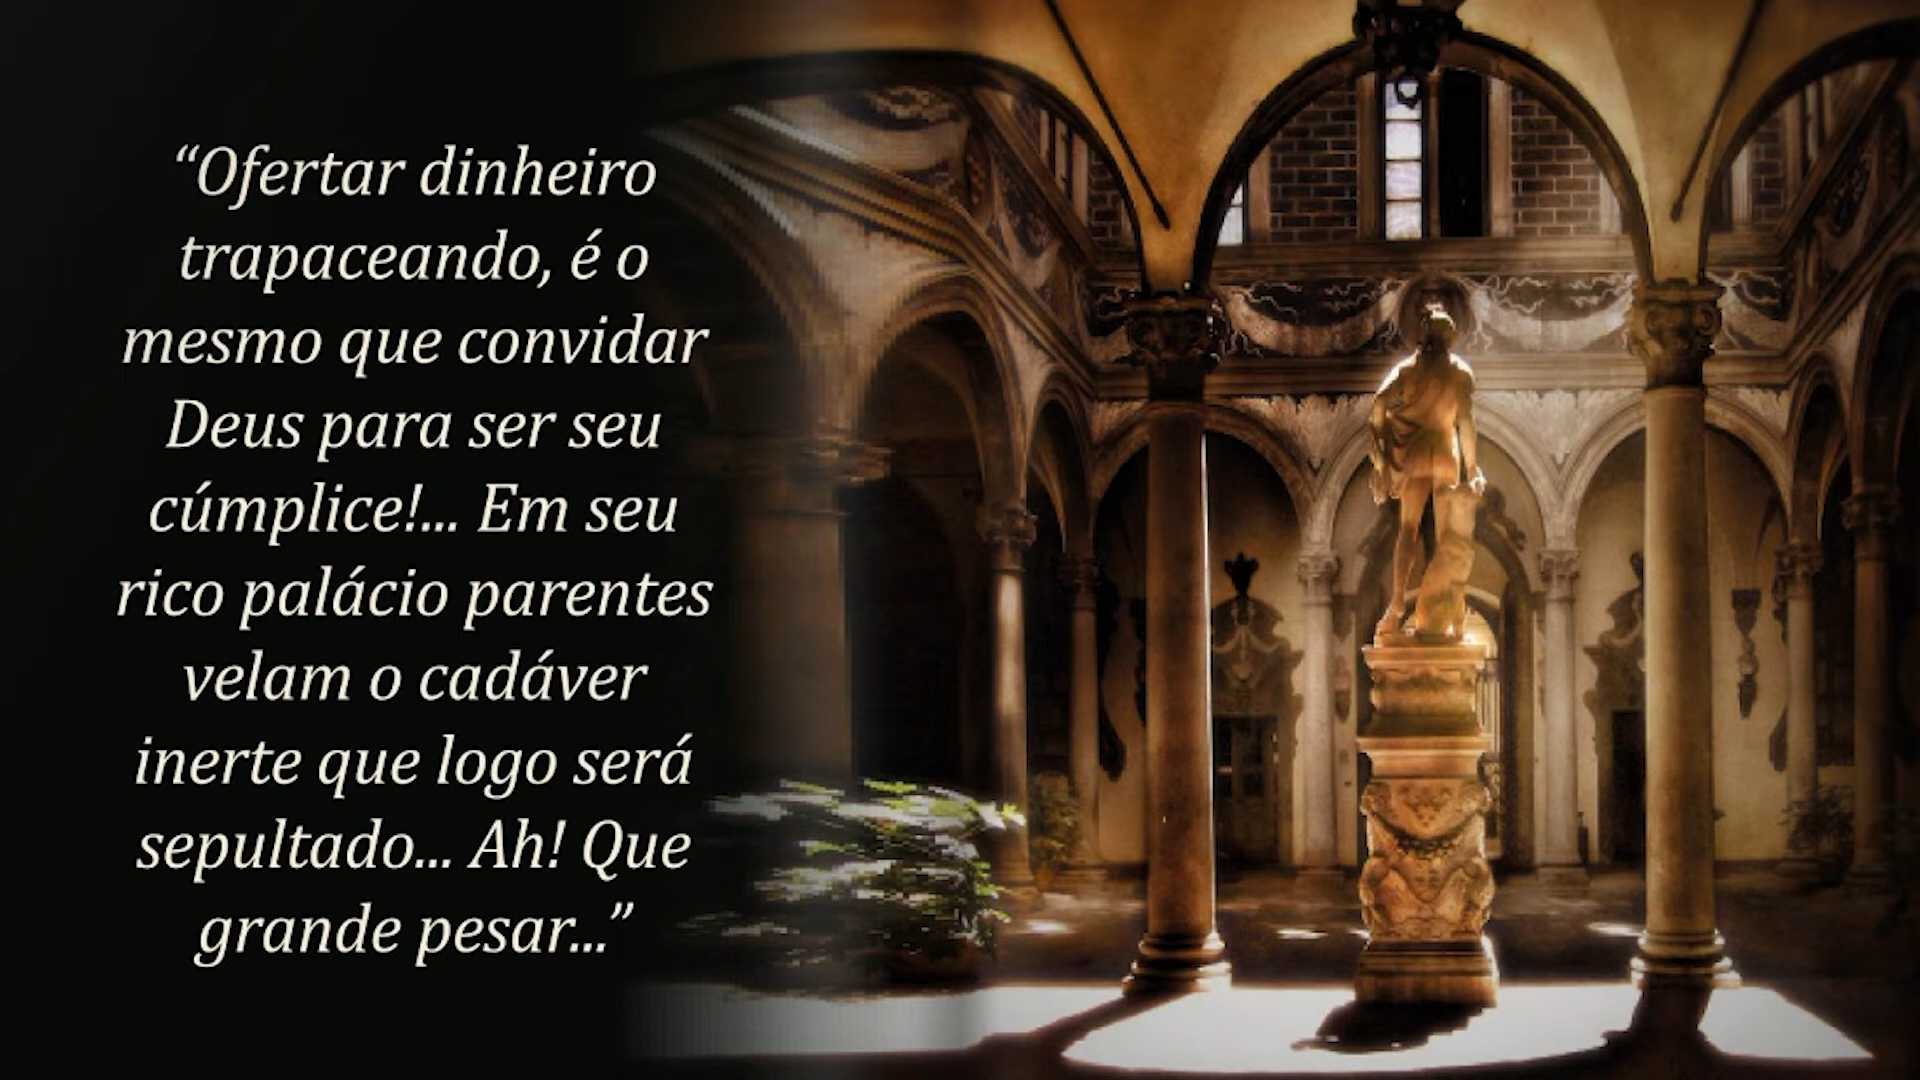 “Ofertar dinheiro
trapaceando, é o
mesmo que convidar
Deus para ser seu
cúmplice!... Em seu
rico palácio parentes
velam o cadáver
inerte que logo será
sepultado... Ah! Que
grande pesar...”